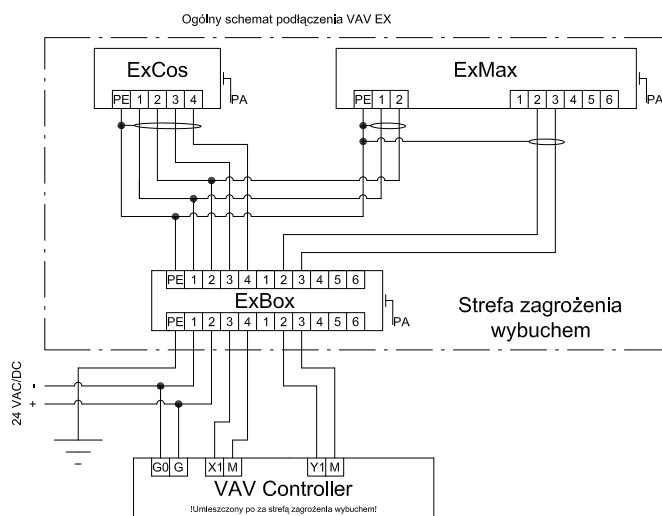 Ogólny schemat podłączenia VAV EX
ExCos
PE 1 2 3 4
PA
ExMax
PE 1 2
1 2 3 4 5 6
PA
PE 1 2 3 4 1 2 3 4 5 6
ExBox
PE 1 2 3 4 1 2 3 4 5 6
PA
Strefa zagrożenia
wybuchem
24 VAC/DC
-
+
G0 G X1 M Y1 M
VAV Controller
!Umieszczony po za strefą zagrożenia wybuchem!